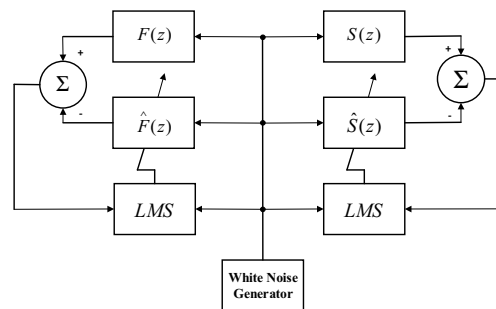 F(z) S(z)
+ +
Σ Σ
- -
F̂(z) Ŝ(z)
LMS LMS
White Noise
Generator